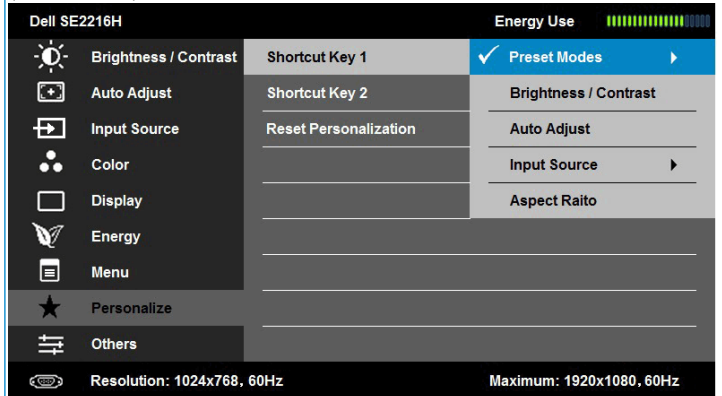 Dell SE2216H Energy Use
Brightness / Contrast Shortcut Key 1 Preset Modes
Auto Adjust Shortcut Key 2 Brightness / Contrast
Input Source Reset Personalization Auto Adjust
Color Input Source
Display Aspect Raito
Energy
Menu
Personalize
Others
Resolution: 1024x768, 60Hz Maximum: 1920x1080, 60Hz